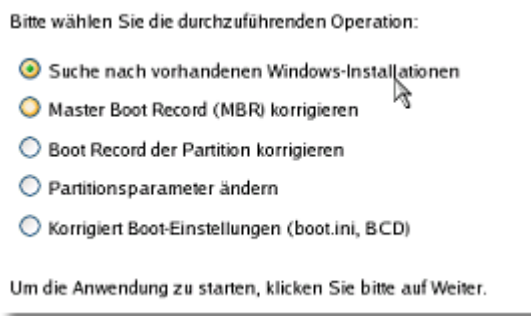 Bitte wählen Sie die durchzuführenden Operation:
Suche nach vorhandenen Windows-Installationen
Master Boot Record (MBR) korrigieren
Boot Record der Partition korrigieren
Partitionsparameter ändern
Korrigiert Boot-Einstellungen (boot.ini, BCD)
Um die Anwendung zu starten, klicken Sie bitte auf Weiter.